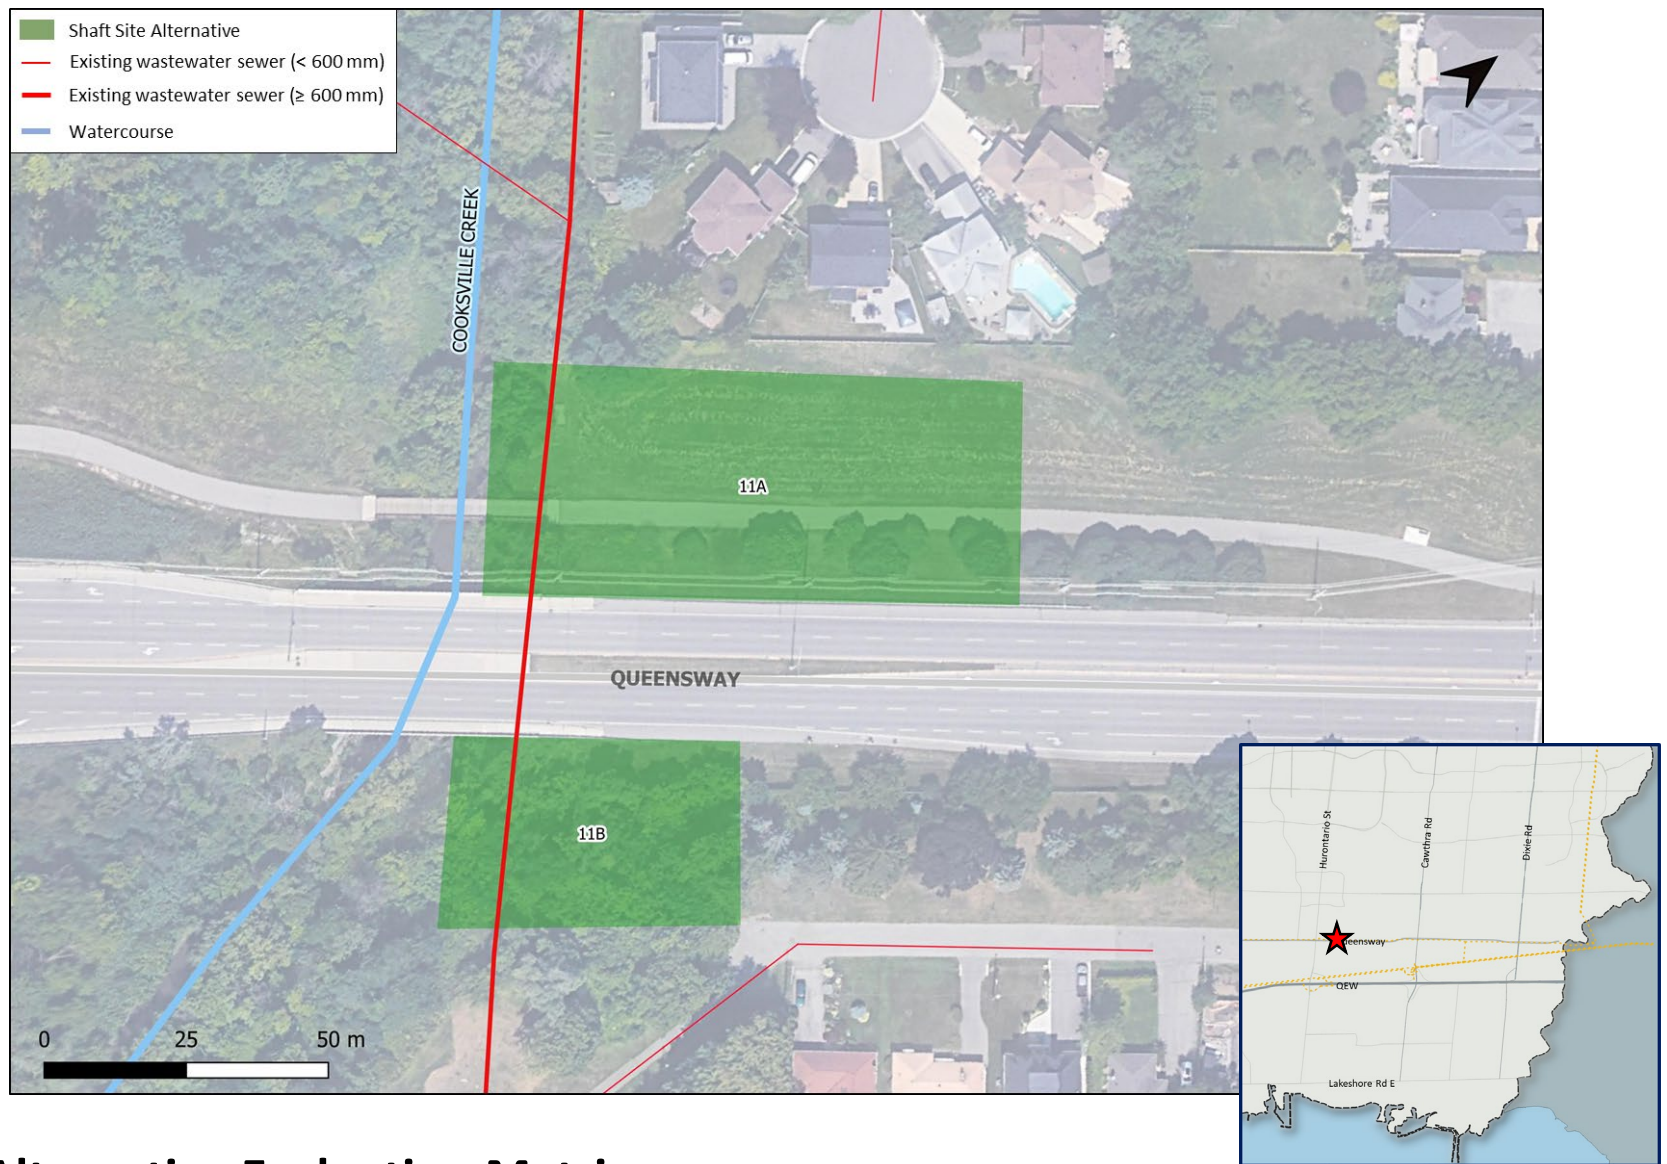 Shaft Site Alternative
Existing wastewater sewer (< 600 mm)
Existing wastewater sewer (≥ 600 mm)
Watercourse
COOKSVILLE CREEK
11A
QUEENSWAY
11B
0 25 50 m
Hurontario St
Cawthra Rd
Dixie Rd
QEW
Lakeshore Rd E